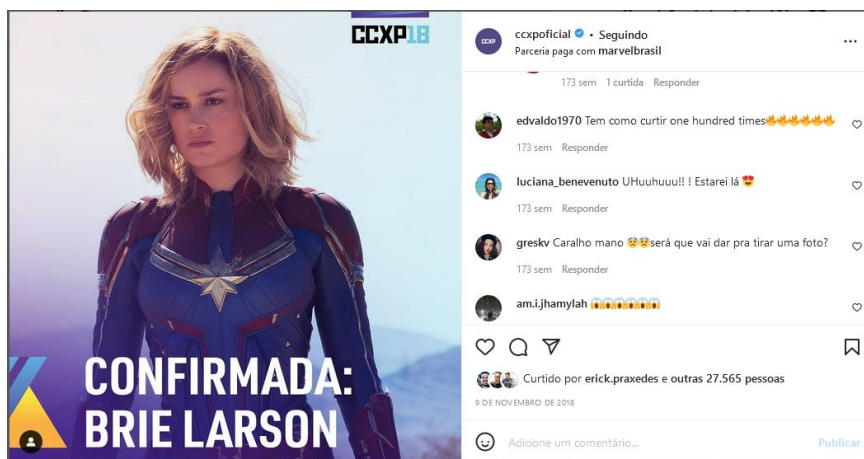 CCXP18
CONFIRMADA:
BRIE LARSON
CCXP
ccxpoficial • Seguindo
Parceria paga com marvelbrasil
173 sem 1 curtida Responder
edvaldo1970 Tem como curtir one hundred times🔥🔥🔥🔥🔥🔥
173 sem Responder
luciana_benevenuto UHuuhuuu!! ! Estarei lá 😍
173 sem Responder
greskv Caralho mano 😨😨será que vai dar pra tirar uma foto?
173 sem Responder
am.i.jhamylah 😱😱😱😱😱😱
Curtido por erick.praxedes e outras 27.565 pessoas
9 DE NOVEMBRO DE 2018
Adicione um comentário... Publicar